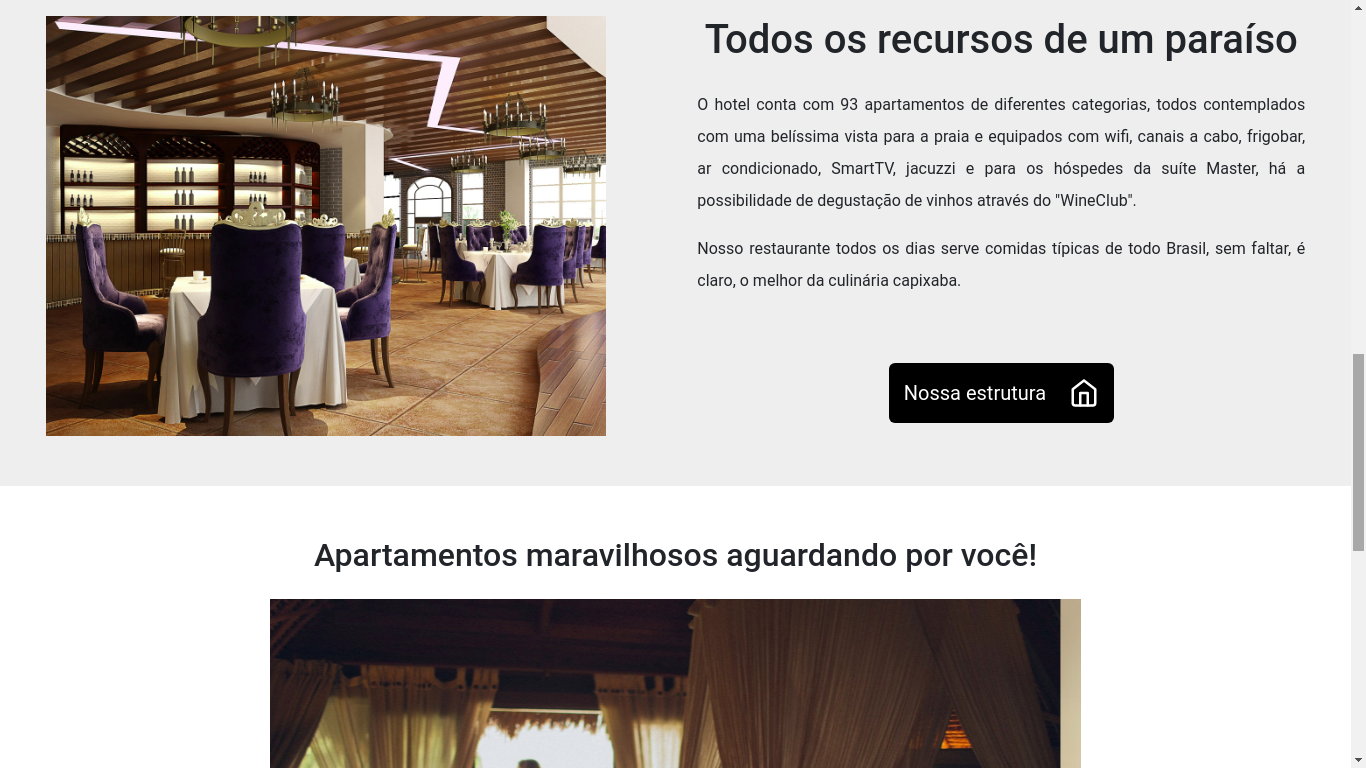 Todos os recursos de um paraíso
O hotel conta com 93 apartamentos de diferentes categorias, todos contemplados
com uma belíssima vista para a praia e equipados com wifi, canais a cabo, frigobar,
ar condicionado, SmartTV, jacuzzi e para os hóspedes da suíte Master, há a
possibilidade de degustação de vinhos através do "WineClub".
Nosso restaurante todos os dias serve comidas típicas de todo Brasil, sem faltar, é
claro, o melhor da culinária capixaba.
Nossa estrutura
Apartamentos maravilhosos aguardando por você!